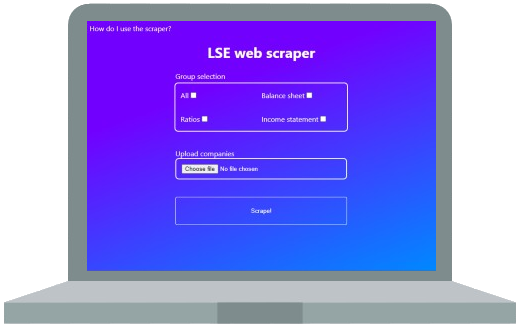 How do I use the scraper?
LSE web scraper
Group selection
All Balance sheet
Ratios Income statement
Upload companies
Choose file No file chosen
Scrape!